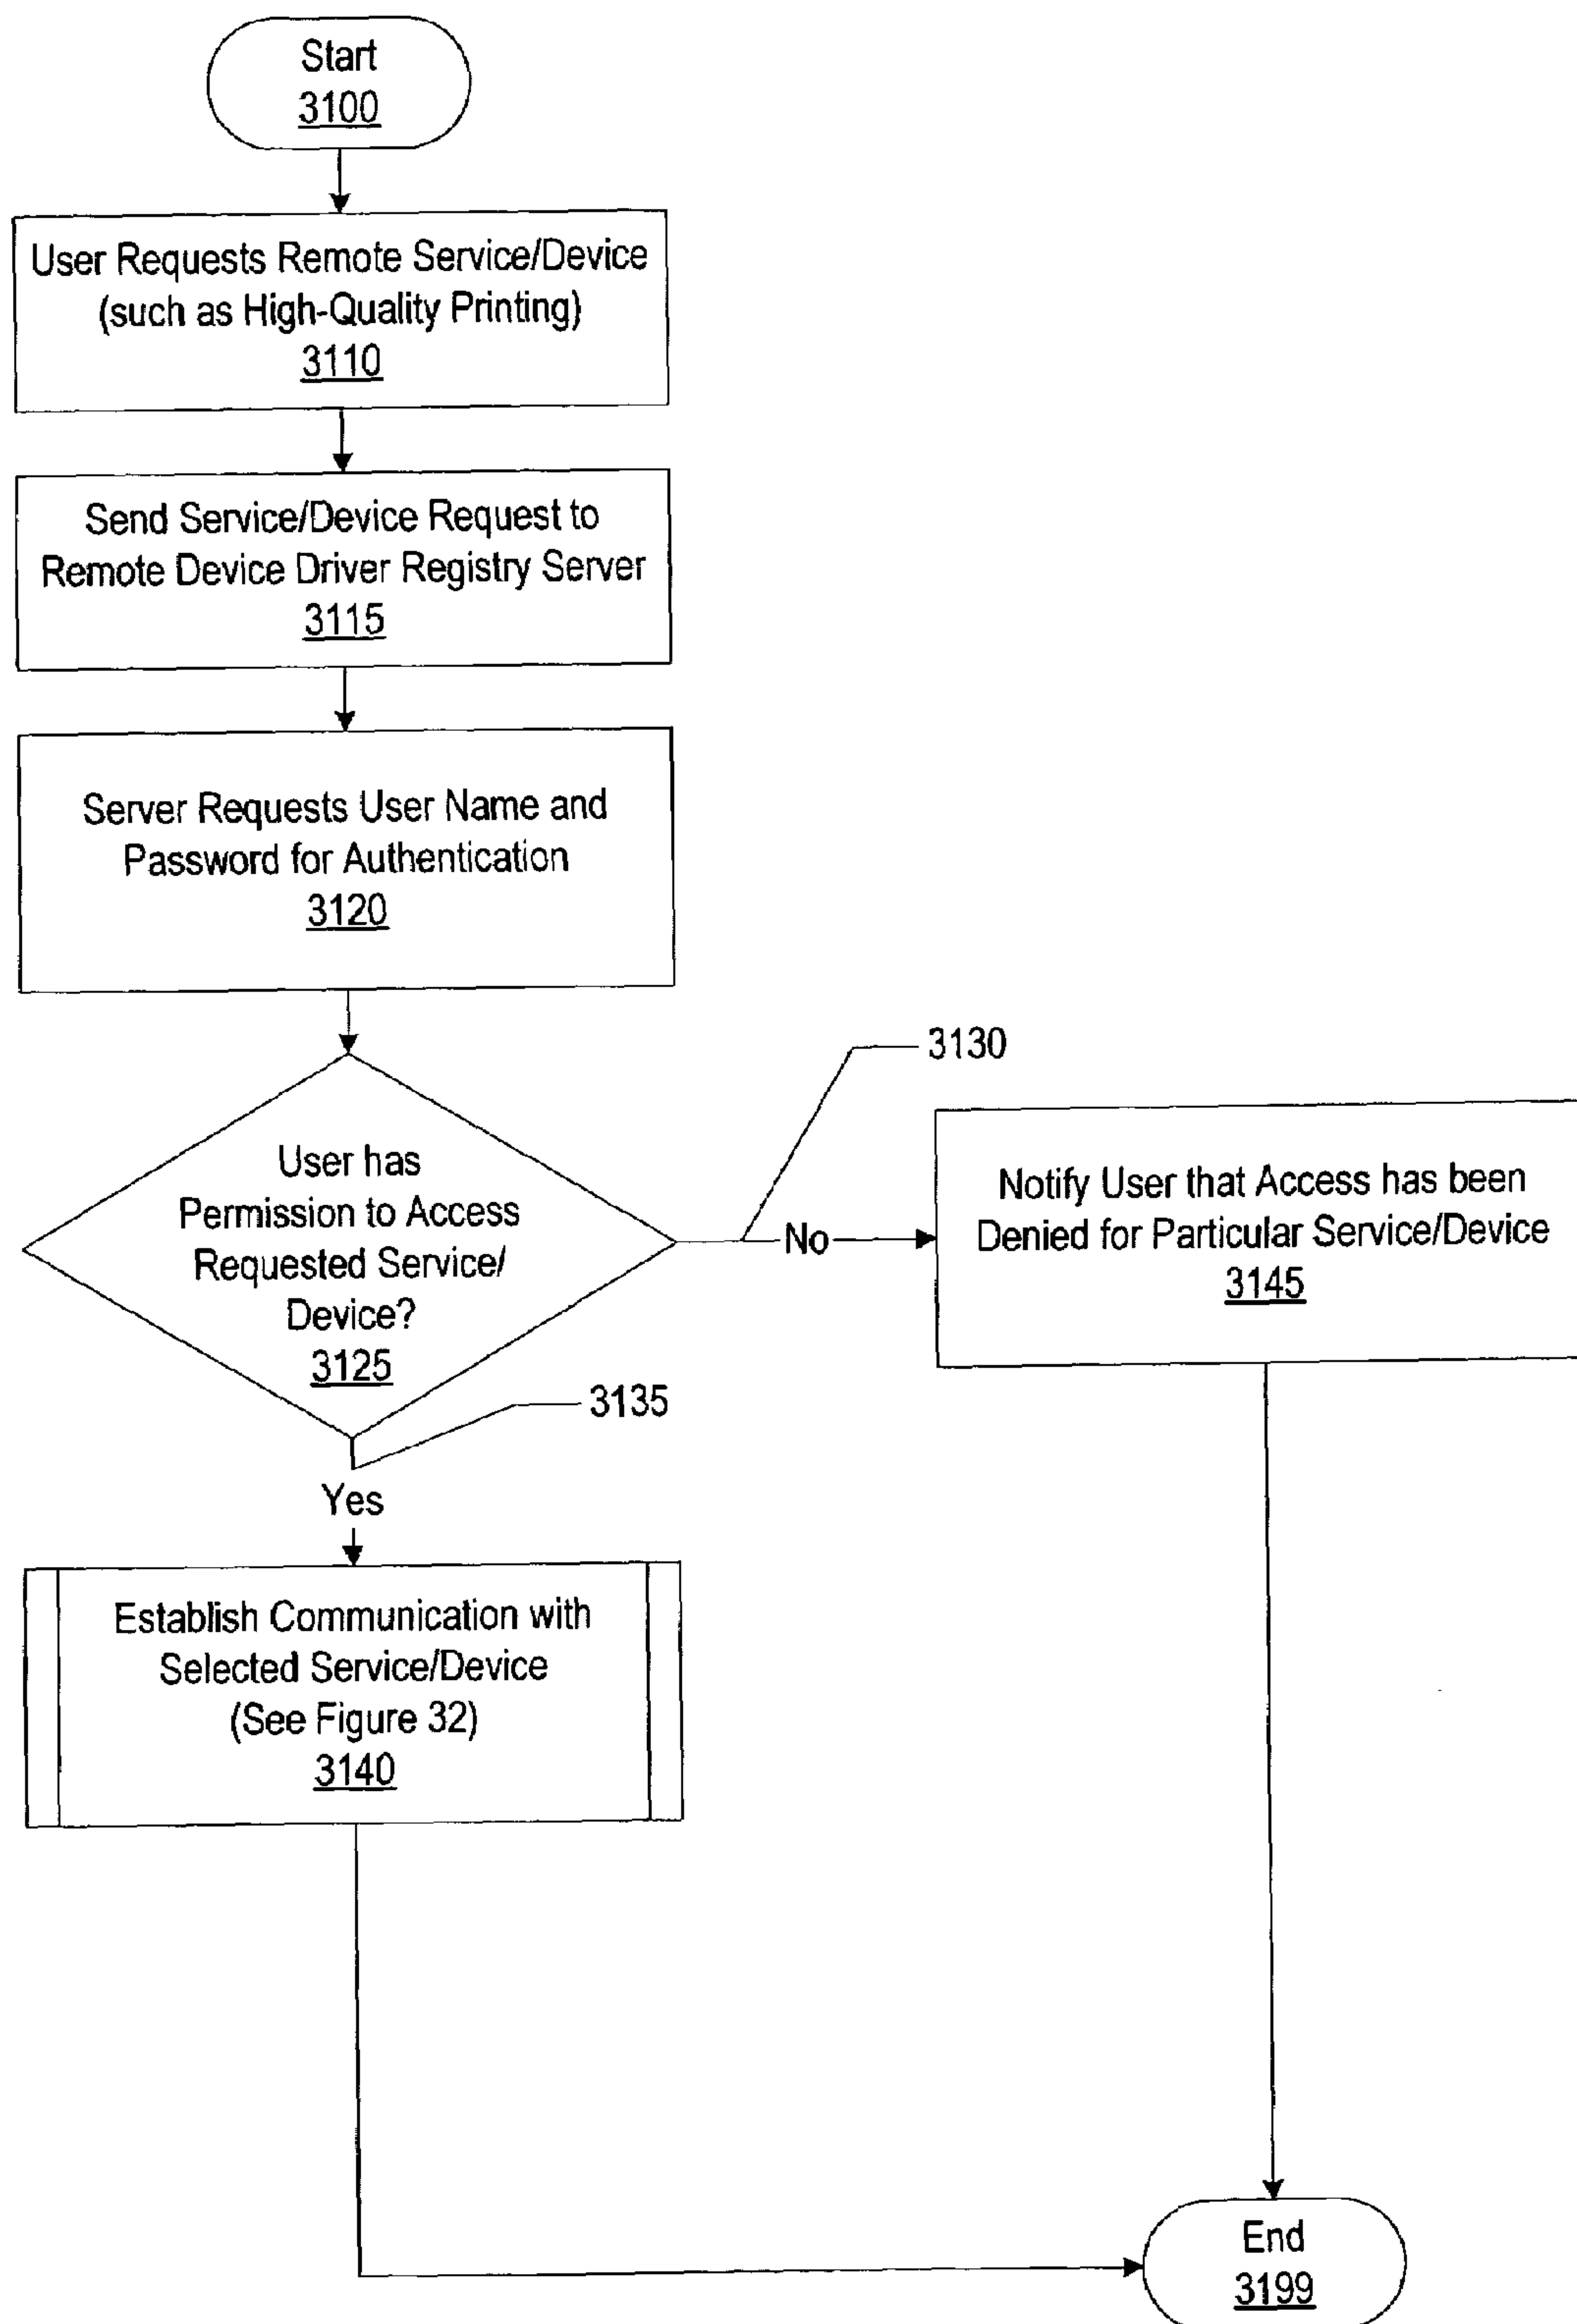 Start
3100
User Requests Remote Service/Device
(such as High-Quality Printing)
3110
Send Service/Device Request to
Remote Device Driver Registry Server
3115
Server Requests User Name and
Password for Authentication
3120
User has
Permission to Access
Requested Service/
Device?
3125
3130
No
Notify User that Access has been
Denied for Particular Service/Device
3145
3135
Yes
Establish Communication with
Selected Service/Device
(See Figure 32)
3140
End
3199